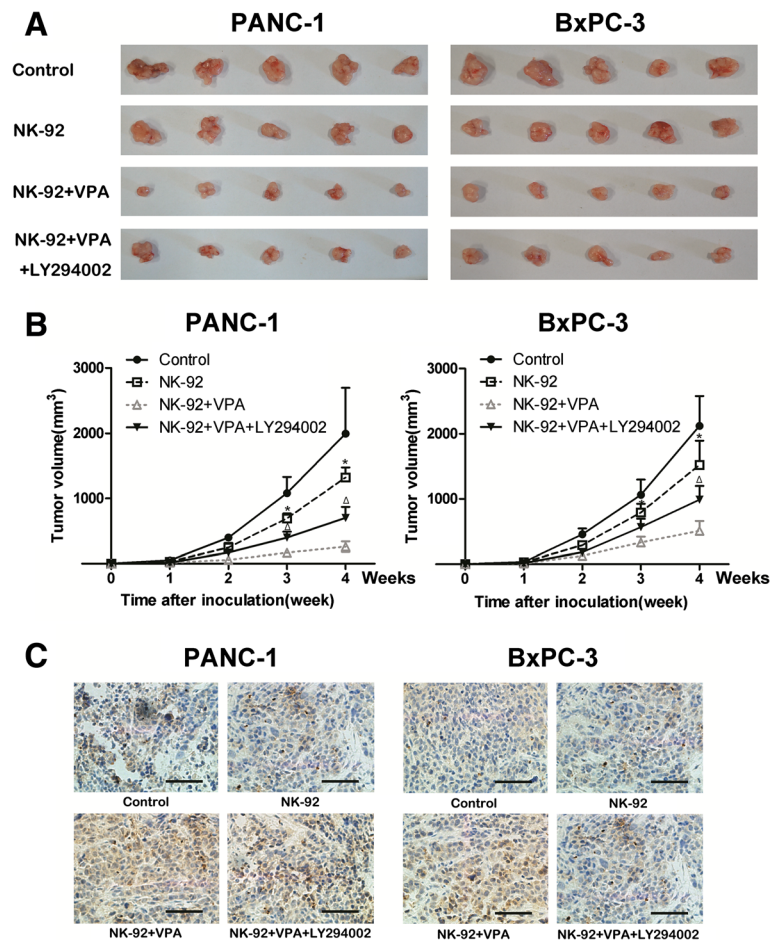 A
PANC-1
BxPC-3
Control
NK-92
NK-92+VPA
NK-92+VPA
+LY294002
B
PANC-1
BxPC-3
3000
2000
1000
Tumor volume(mm³)
Control
NK-92
NK-92+VPA
NK-92+VPA+LY294002
*
*
Δ
Δ
0
1
2
3
4
Weeks
Time after inoculation(week)
3000
2000
1000
Tumor volume(mm³)
Control
NK-92
NK-92+VPA
NK-92+VPA+LY294002
*
*
Δ
0
1
2
3
4
Weeks
Time after inoculation(week)
C
PANC-1
BxPC-3
Control
NK-92
Control
NK-92
NK-92+VPA
NK-92+VPA+LY294002
NK-92+VPA
NK-92+VPA+LY294002